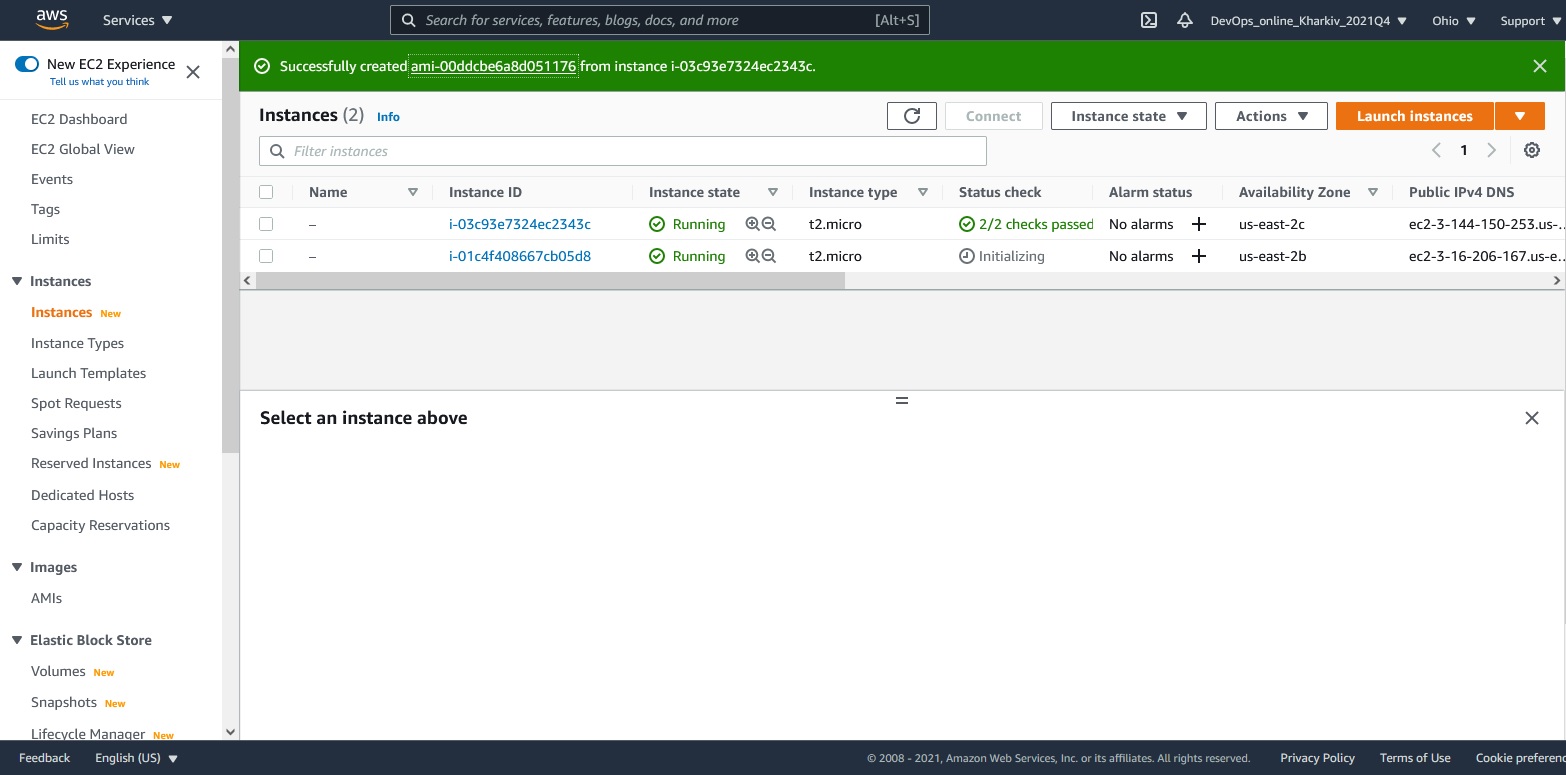 aws Services Search for services, features, blogs, docs, and more [Alt+S] DevOps_online_Kharkiv_2021Q4 Ohio Support
New EC2 Experience
Tell us what you think
EC2 Dashboard
EC2 Global View
Events
Tags
Limits
Instances
Instances New
Instance Types
Launch Templates
Spot Requests
Savings Plans
Reserved Instances New
Dedicated Hosts
Capacity Reservations
Images
AMIs
Elastic Block Store
Volumes New
Snapshots New
Lifecycle Manager New
Successfully created ami-00ddcbe6a8d051176 from instance i-03c93e7324ec2343c.
Instances (2) Info Connect Instance state Actions Launch instances
Filter instances 1
Name Instance ID Instance state Instance type Status check Alarm status Availability Zone Public IPv4 DNS
– i-03c93e7324ec2343c Running t2.micro 2/2 checks passed No alarms + us-east-2c ec2-3-144-150-253.us-...
– i-01c4f408667cb05d8 Running t2.micro Initializing No alarms + us-east-2b ec2-3-16-206-167.us-e...
Select an instance above
Feedback English (US) © 2008 - 2021, Amazon Web Services, Inc. or its affiliates. All rights reserved. Privacy Policy Terms of Use Cookie preferen